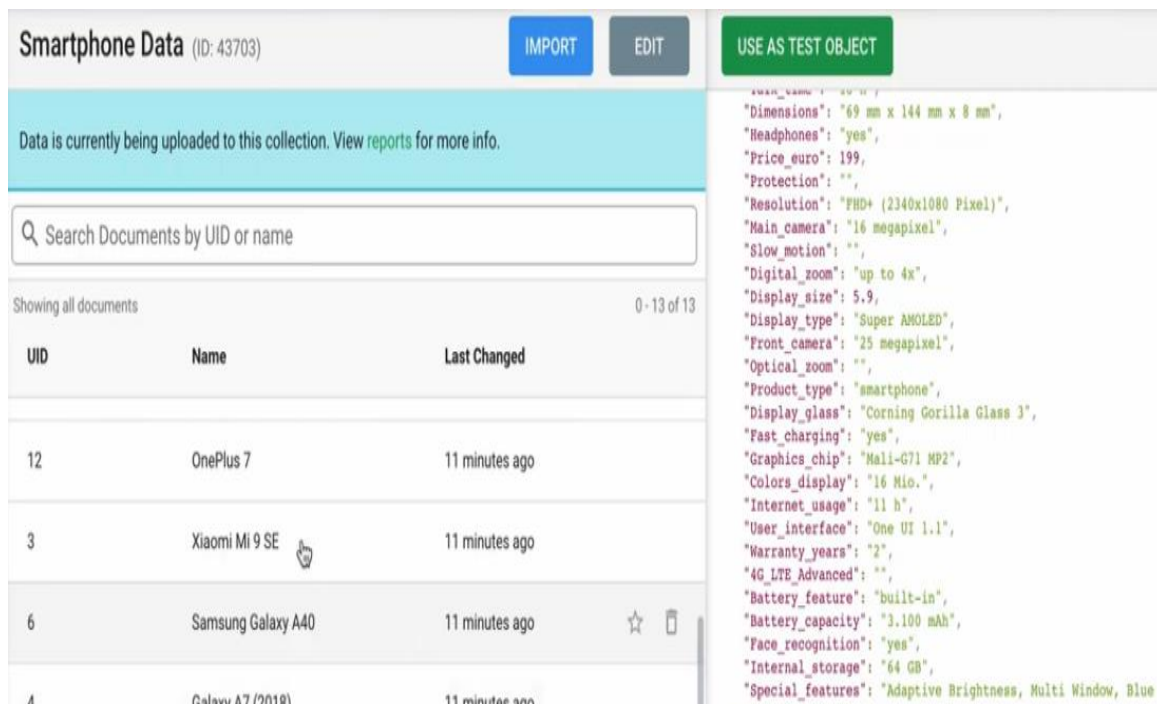 Smartphone Data (ID: 43703)
IMPORT
EDIT
Data is currently being uploaded to this collection. View reports for more info.
Search Documents by UID or name
Showing all documents
0 - 13 of 13
UID Name Last Changed
12 OnePlus 7 11 minutes ago
3 Xiaomi Mi 9 SE 11 minutes ago
6 Samsung Galaxy A40 11 minutes ago
4 Galaxy A7 (2018) 11 minutes ago
USE AS TEST OBJECT
"Dimensions": "69 mm x 144 mm x 8 mm",
"Headphones": "yes",
"Price_euro": 199,
"Protection": "",
"Resolution": "FHD+ (2340x1080 Pixel)",
"Main_camera": "16 megapixel",
"Slow_motion": "",
"Digital_zoom": "up to 4x",
"Display_size": 5.9,
"Display_type": "Super AMOLED",
"Front_camera": "25 megapixel",
"Optical_zoom": "",
"Product_type": "smartphone",
"Display_glass": "Corning Gorilla Glass 3",
"Fast_charging": "yes",
"Graphics_chip": "Mali-G71 MP2",
"Colors_display": "16 Mio.",
"Internet_usage": "11 h",
"User_interface": "One UI 1.1",
"Warranty_years": "2",
"4G_LTE_Advanced": "",
"Battery_feature": "built-in",
"Battery_capacity": "3.100 mAh",
"Face_recognition": "yes",
"Internal_storage": "64 GB",
"Special_features": "Adaptive Brightness, Multi Window, Blue